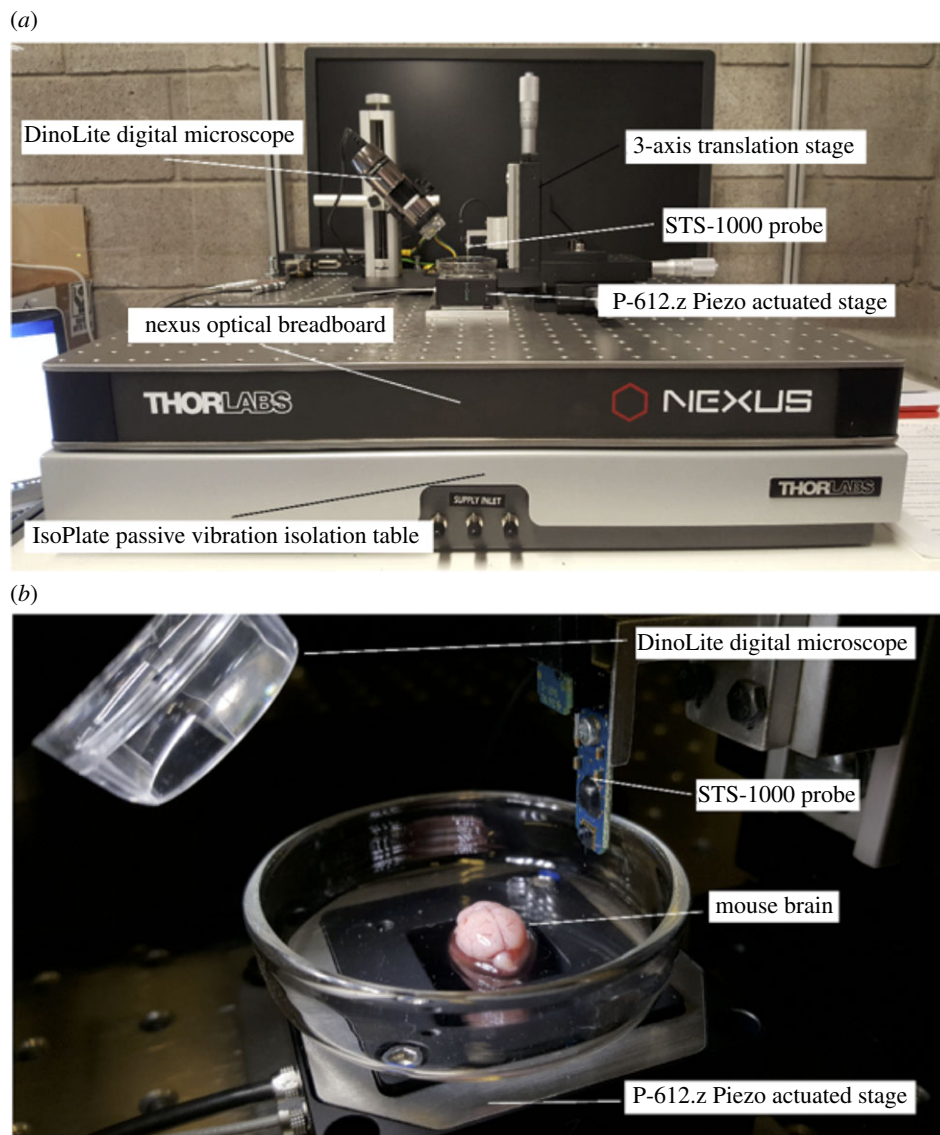 (a)
DinoLite digital microscope
3-axis translation stage
STS-1000 probe
P-612.z Piezo actuated stage
nexus optical breadboard
THORLABS
NEXUS
THORLABS
SUPPLY INLET
IsoPlate passive vibration isolation table
(b)
DinoLite digital microscope
STS-1000 probe
mouse brain
P-612.z Piezo actuated stage